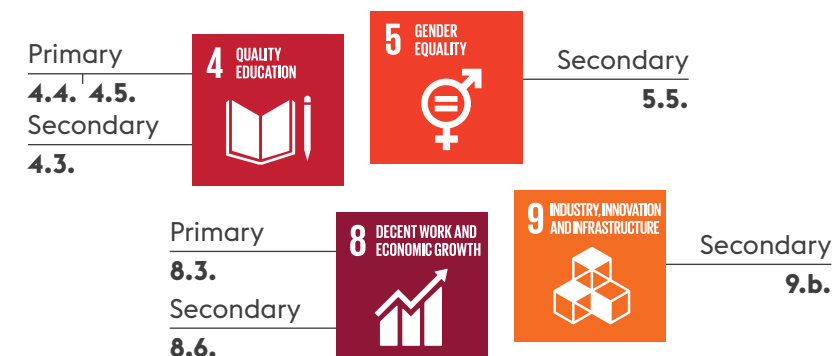 Primary
4.4. 4.5.
Secondary
4.3.
4 QUALITY
EDUCATION
5 GENDER
EQUALITY
Secondary
5.5.
Primary
8.3.
Secondary
8.6.
8 DECENT WORK AND
ECONOMIC GROWTH
9 INDUSTRY, INNOVATION
AND INFRASTRUCTURE
Secondary
9.b.